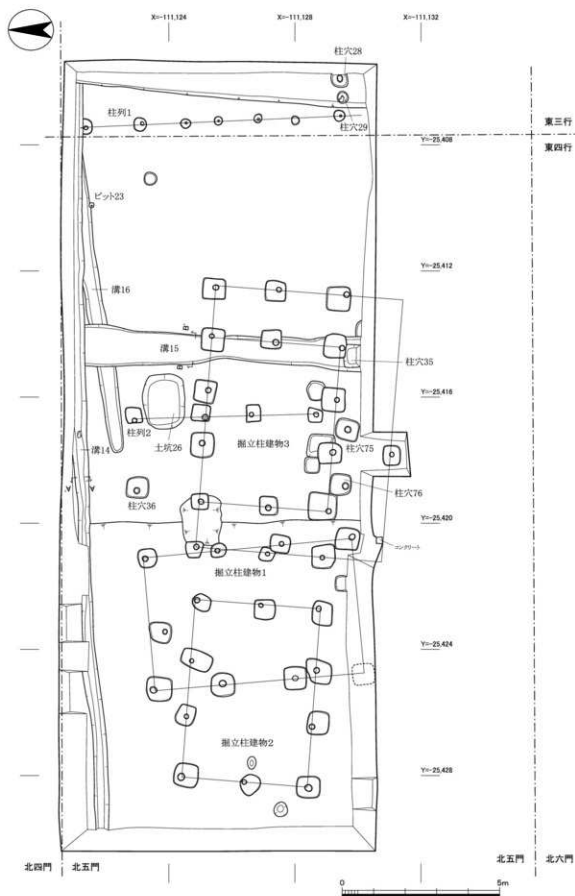 X=-111,124
X=-111,128
X=-111,132
柱穴28
柱列1
柱穴29
東三行
東四行
Y=-25,408
ピット23
Y=-25,412
溝16
溝15
柱穴35
Y=-25,416
柱列2
土坑26
掘立柱建物3
柱穴75
溝14
柱穴36
柱穴76
Y=-25,420
コンクリート
掘立柱建物1
Y=-25,424
掘立柱建物2
Y=-25,428
北四門
北五門
北五門
北六門
0
5m